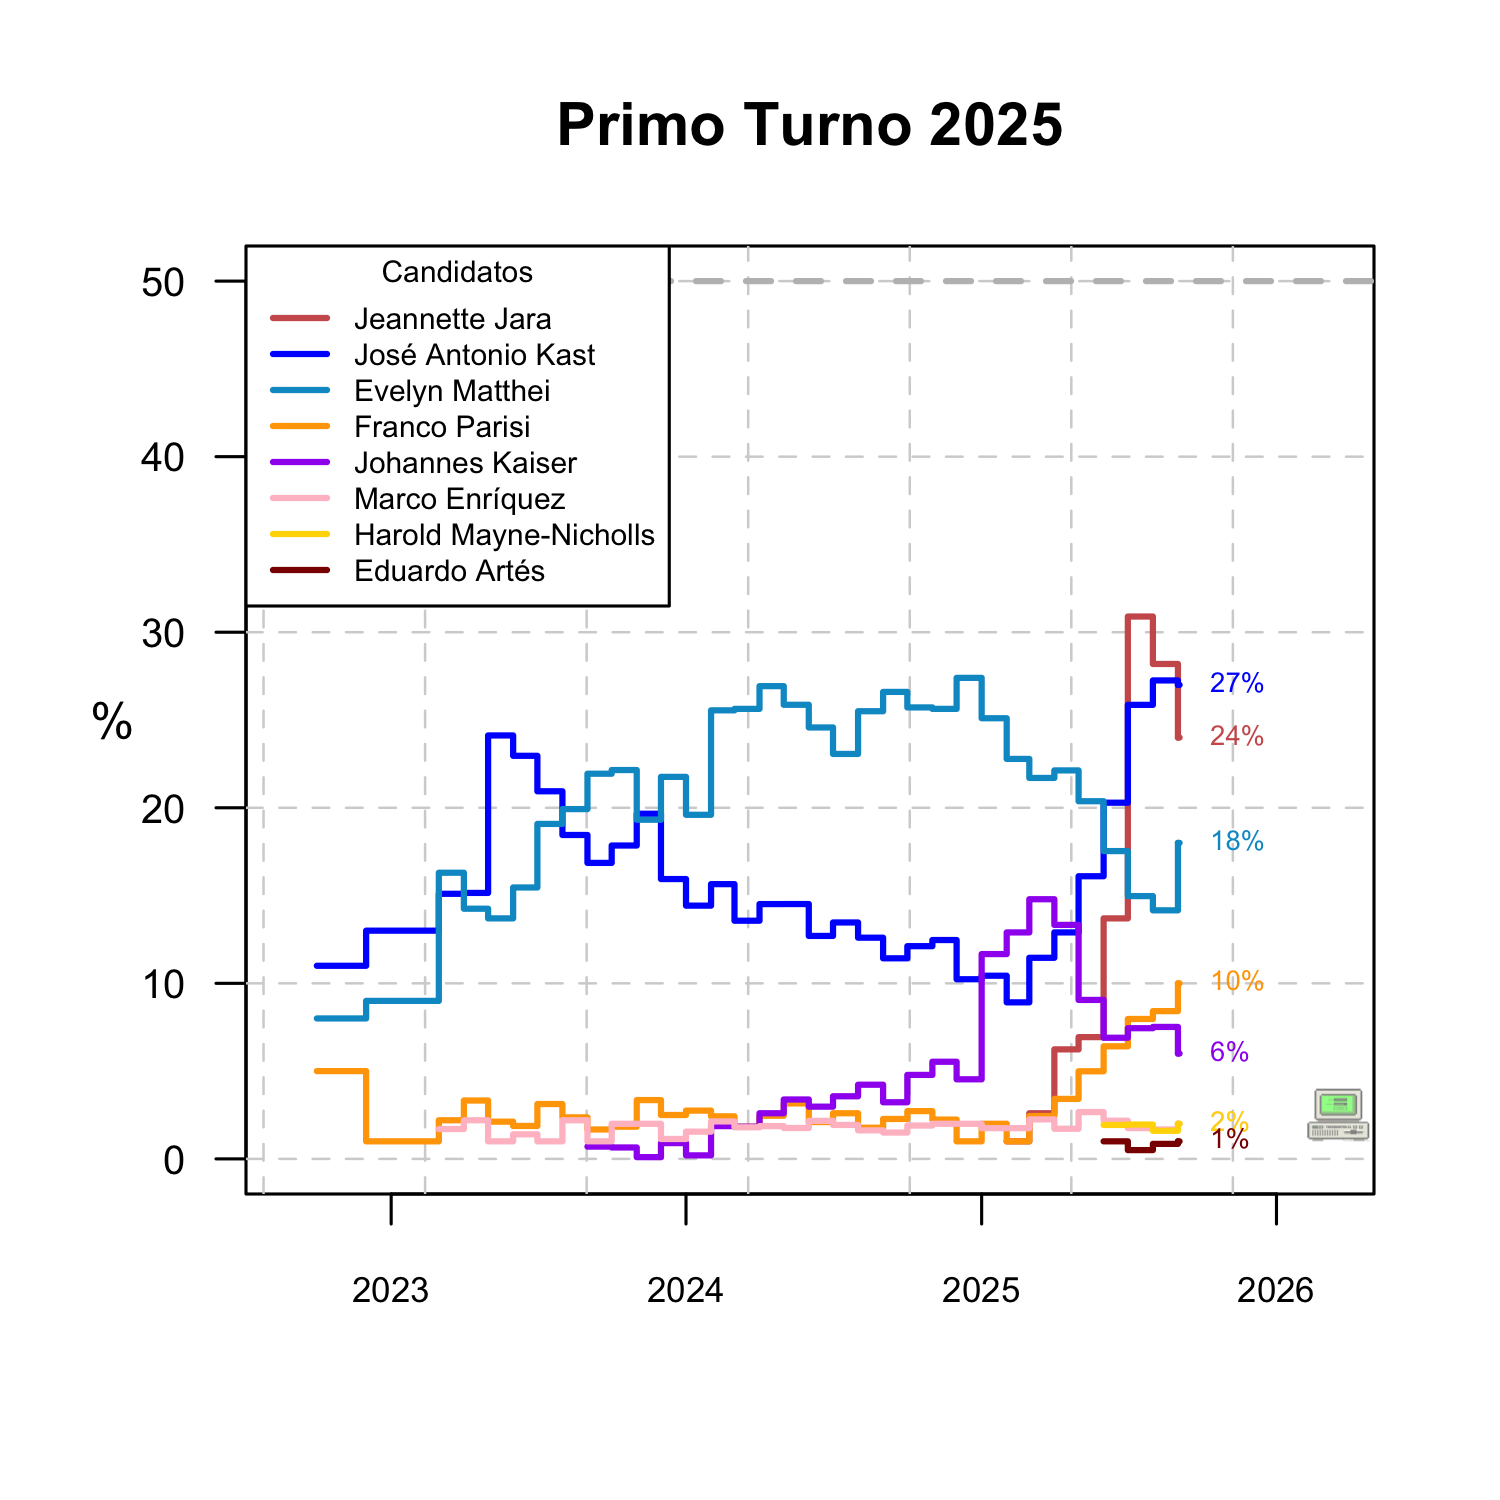 Primo Turno 2025
Candidatos
Jeannette Jara
José Antonio Kast
Evelyn Matthei
Franco Parisi
Johannes Kaiser
Marco Enríquez
Harold Mayne-Nicholls
Eduardo Artés
%
50
40
30
20
10
0
27%
24%
18%
10%
6%
2%
1%
2023
2024
2025
2026